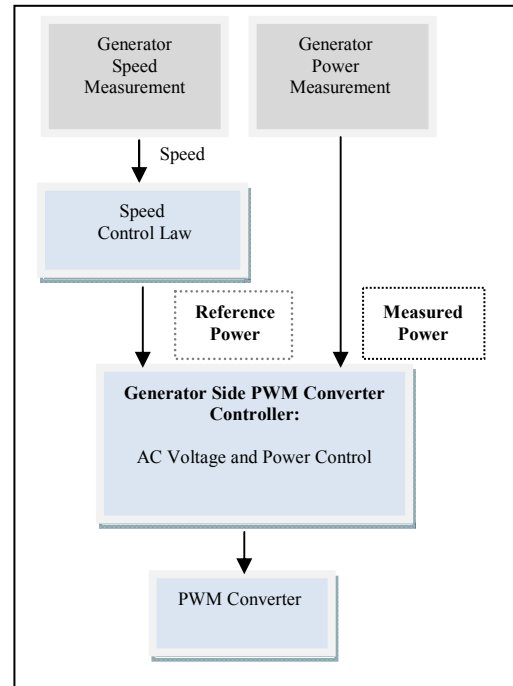 Generator
Speed
Measurement
Generator
Power
Measurement
Speed
Speed
Control Law
Reference
Power
Measured
Power
Generator Side PWM Converter
Controller:
AC Voltage and Power Control
PWM Converter